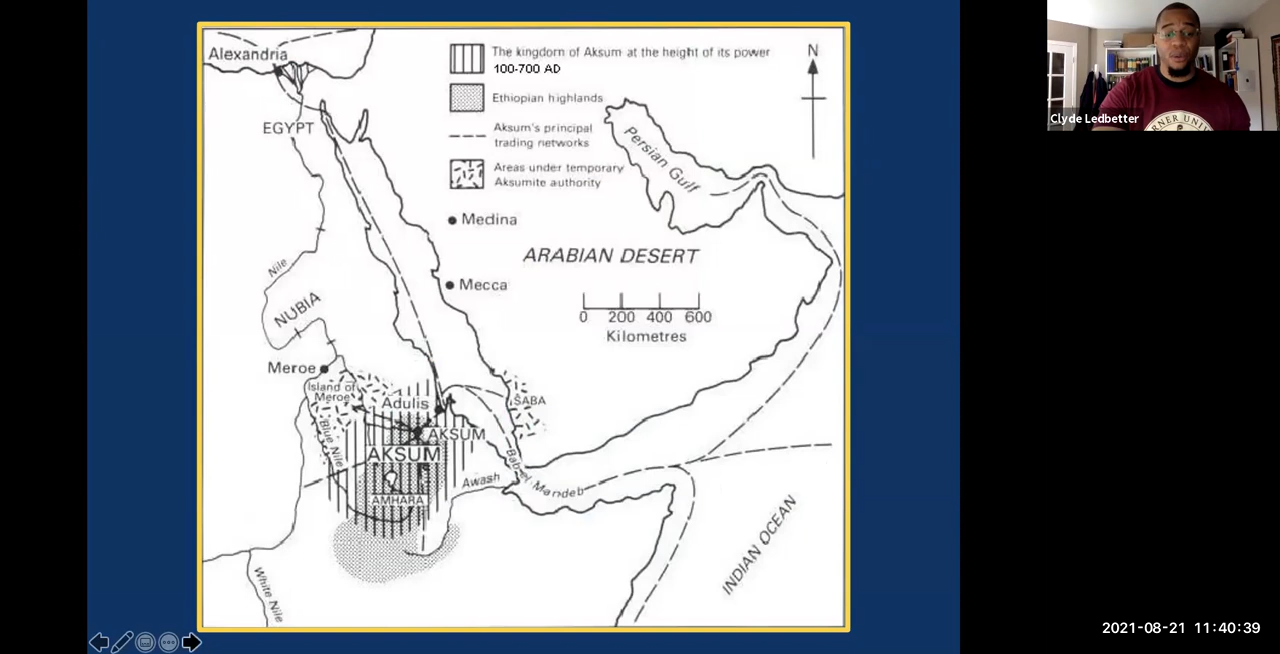 Alexandria
The kingdom of Aksum at the height of its power
100-700 AD
N
Ethiopian highlands
EGYPT
Aksum's principal
trading networks
Persian Gulf
Areas under temporary
Aksumite authority
Medina
ARABIAN DESERT
Nile
Mecca
NUBIA
0 200 400 600
Kilometres
Meroe
Island of
Meroe
Adulis
SABA
Blue Nile
AKSUM
AKSUM
Bab el Mandeb
Awash
AMHARA
INDIAN OCEAN
White Nile
Clyde Ledbetter
2021-08-21 11:40:39